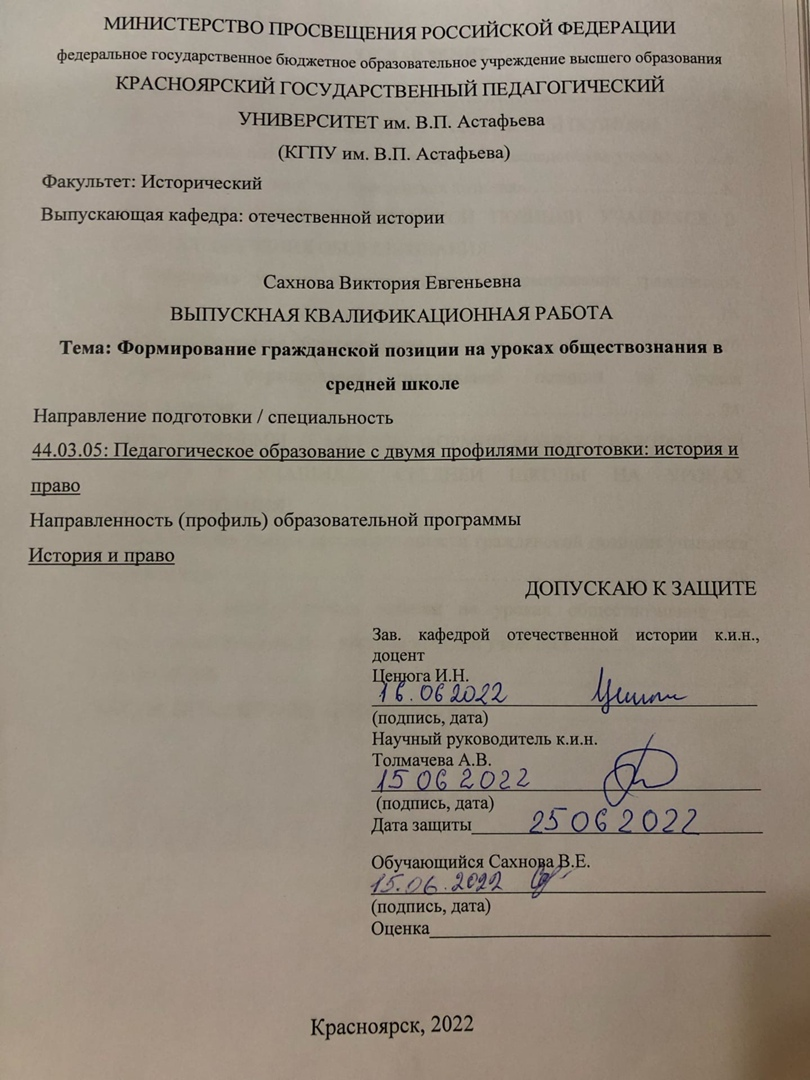 МИНИСТЕРСТВО ПРОСВЕЩЕНИЯ РОССИЙСКОЙ ФЕДЕРАЦИИ
федеральное государственное бюджетное образовательное учреждение высшего образования
КРАСНОЯРСКИЙ ГОСУДАРСТВЕННЫЙ ПЕДАГОГИЧЕСКИЙ
УНИВЕРСИТЕТ им. В.П. Астафьева
(КГПУ им. В.П. Астафьева)
Факультет: Исторический
Выпускающая кафедра: отечественной истории
Сахнова Виктория Евгеньевна
ВЫПУСКНАЯ КВАЛИФИКАЦИОННАЯ РАБОТА
Тема: Формирование гражданской позиции на уроках обществознания в
средней школе
Направление подготовки / специальность
44.03.05: Педагогическое образование с двумя профилями подготовки: история и
право
Направленность (профиль) образовательной программы
История и право
ДОПУСКАЮ К ЗАЩИТЕ
Зав. кафедрой отечественной истории к.и.н.,
доцент
Ценюга И.Н.
16.06 2022
(подпись, дата)
Научный руководитель к.и.н.
Толмачева А.В.
15 06 2022
(подпись, дата)
Дата защиты 25 06 2022
Обучающийся Сахнова В.Е.
15.06.2022
(подпись, дата)
Оценка
Красноярск, 2022